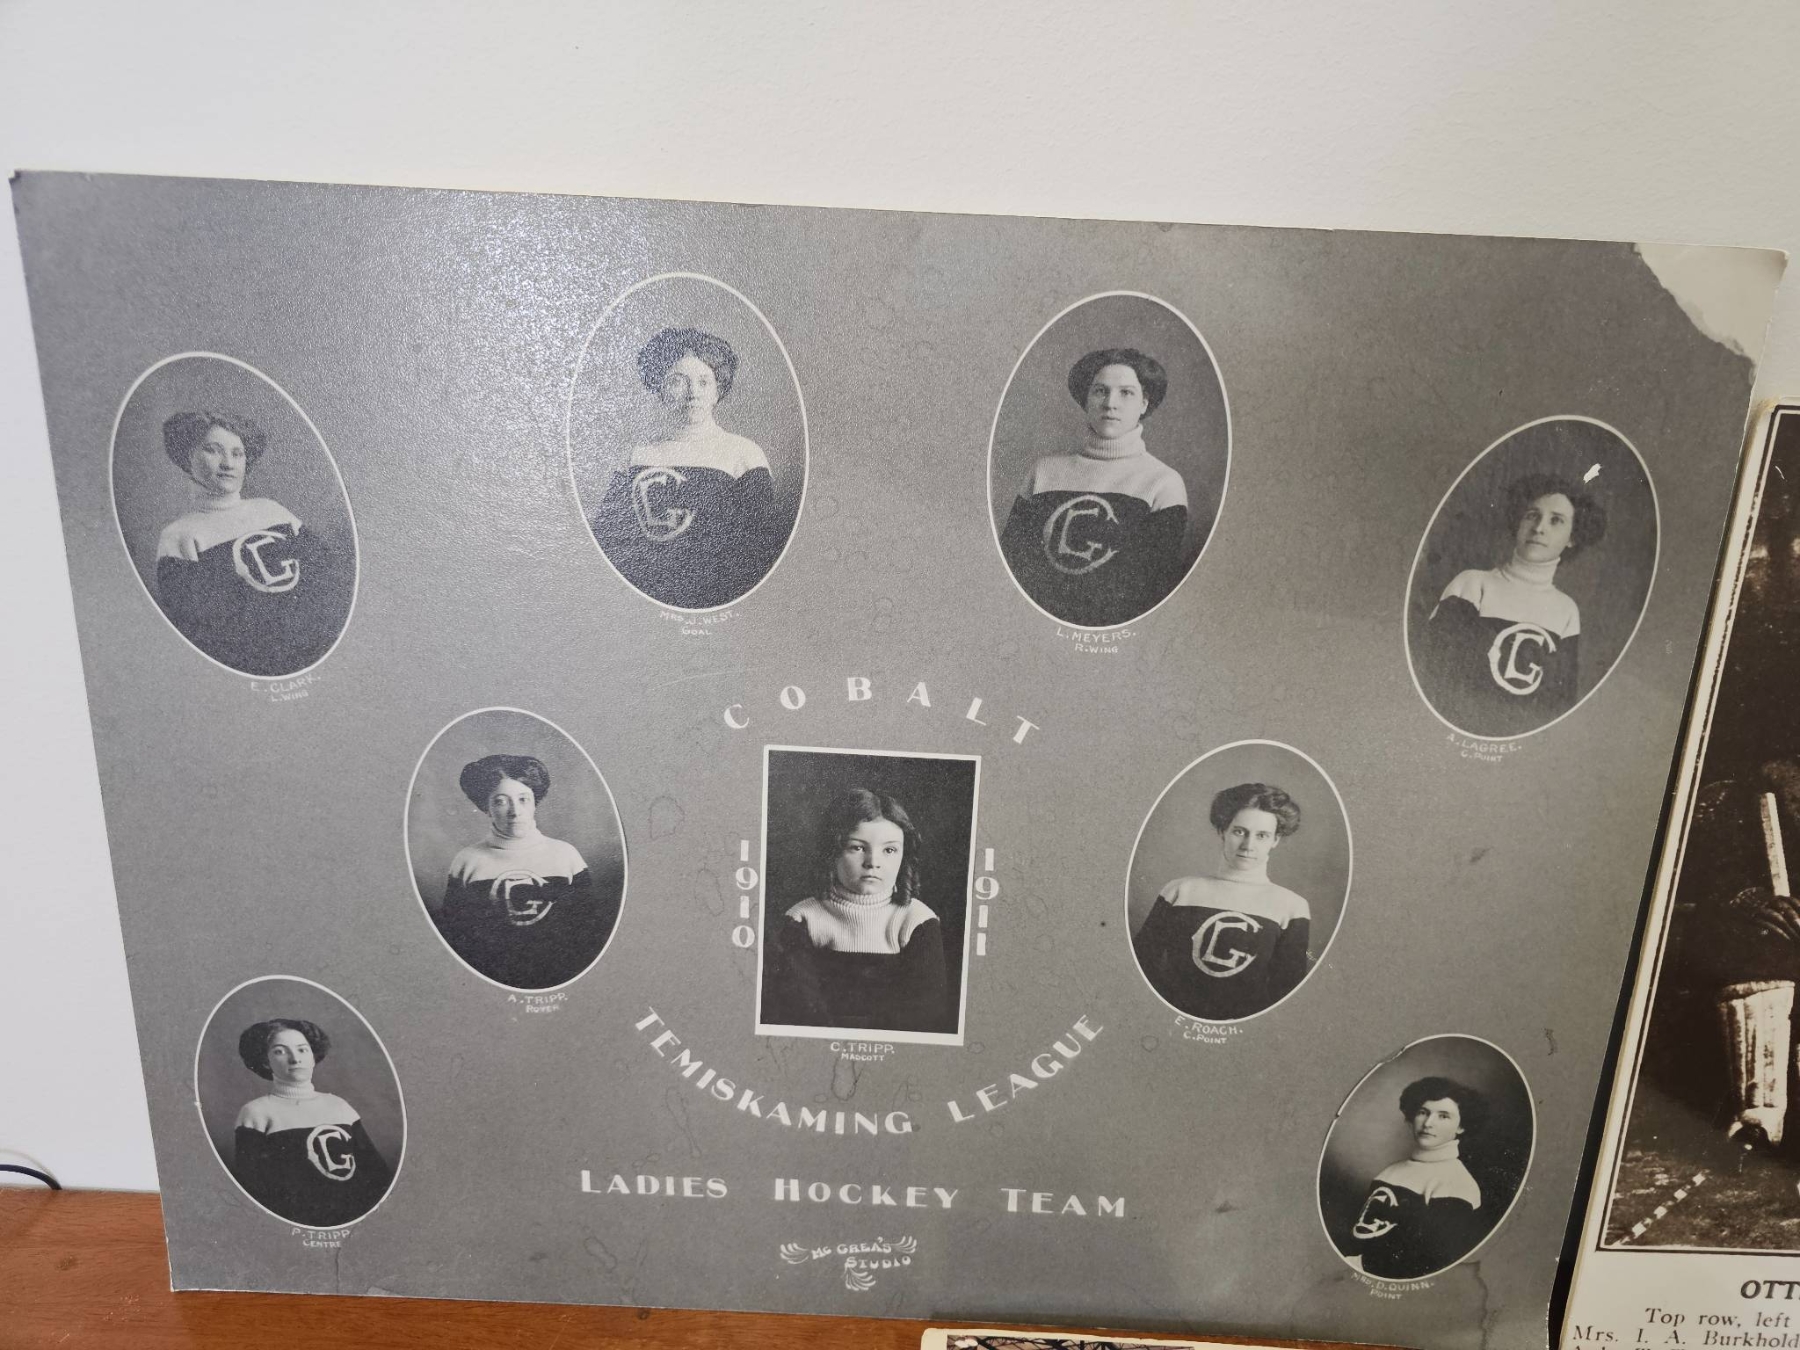 MRS. J. WEST.
GOAL
L. MEYERS.
R. WING
E. CLARK.
L. WING
A. LAGREE.
C. POINT
COBALT
1910
1911
A. TRIPP.
ROVER
E. ROACH.
C. POINT
C. TRIPP.
MASCOTT
TEMISKAMING LEAGUE
LADIES HOCKEY TEAM
P. TRIPP
CENTRE
MRS. D. QUINN.
POINT
MC CREA'S
STUDIO
OTT
Top row, left
Mrs. I. A. Burkhold